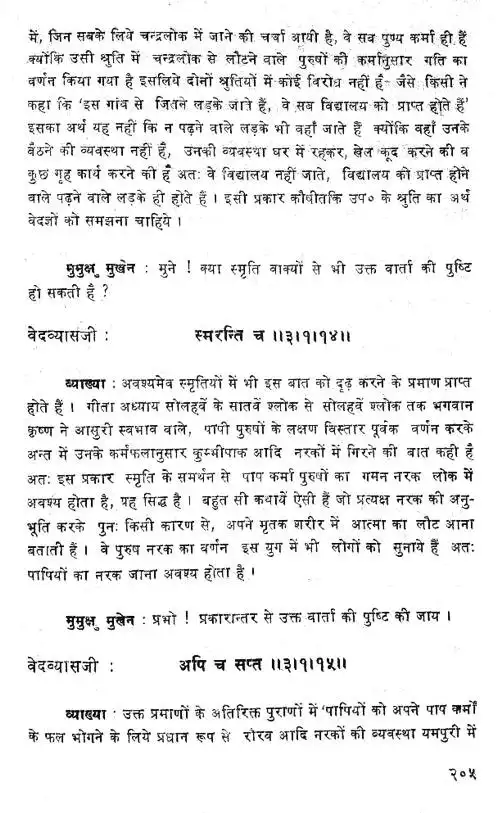 में, जिन सबके लिये चन्द्रलोक में जाने की चर्चा आयी है, वे सब पुण्य कर्मा ही हैं
क्योंकि उसी श्रुति में चन्द्रलोक से लौटने वाले पुरुषों की कर्मानुसार गति का
वर्णन किया गया है इसलिये दोनों श्रुतियों में कोई विरोध नहीं है- जैसे किसी ने
कहा कि 'इस गांव से जितने लड़के जाते हैं, वे सब विद्यालय को प्राप्त होते हैं'
इसका अर्थ यह नहीं कि न पढ़ने वाले लड़के भी वहाँ जाते हैं क्योंकि वहाँ उनके
बैठने की व्यवस्था नहीं है, उनकी व्यवस्था घर में रहकर, खेल कूद करने की व
कुछ गृह कार्य करने की है अतः वे विद्यालय नहीं जाते, विद्यालय को प्राप्त होने
वाले पढ़ने वाले लड़के ही होते हैं । इसी प्रकार कौषीतकि उप० के श्रुति का अर्थ
वेदज्ञों को समझना चाहिये ।
मुमुक्षु मुखेन : मुने ! क्या स्मृति वाक्यों से भी उक्त वार्ता की पुष्टि
हो सकती है ?
वेदव्यासजी : स्मरन्ति च ।।३।१।१४।।
व्याख्या : अवश्यमेव स्मृतियों में भी इस बात को दृढ़ करने के प्रमाण प्राप्त
होते हैं । गीता अध्याय सोलहवें के सातवें श्लोक से सोलहवें श्लोक तक भगवान
कृष्ण ने आसुरी स्वभाव वाले, पापी पुरुषों के लक्षण विस्तार पूर्वक वर्णन करके
अन्त में उनके कर्मफलानुसार कुम्भीपाक आदि नरकों में गिरने की बात कही है
अतः इस प्रकार स्मृति के समर्थन से पाप कर्मा पुरुषों का गमन नरक लोक में
अवश्य होता है, यह सिद्ध है । बहुत सी कथायें ऐसी हैं जो प्रत्यक्ष नरक की अनु-
भूति करके पुनः किसी कारण से, अपने मृतक शरीर में आत्मा का लौट आना
बताती हैं । वे पुरुष नरक का वर्णन इस युग में भी लोगों को सुनाये हैं अतः
पापियों का नरक जाना अवश्य होता है ।
मुमुक्षु मुखेन : प्रभो ! प्रकारान्तर से उक्त वार्ता की पुष्टि की जाय ।
वेदव्यासजी : अपि च सप्त ।।३।१।१५।।
व्याख्या : उक्त प्रमाणों के अतिरिक्त पुराणों में 'पापियों को अपने पाप कर्मों
के फल भोगने के लिये प्रधान रूप से रौरव आदि नरकों की व्यवस्था यमपुरी में
२०५